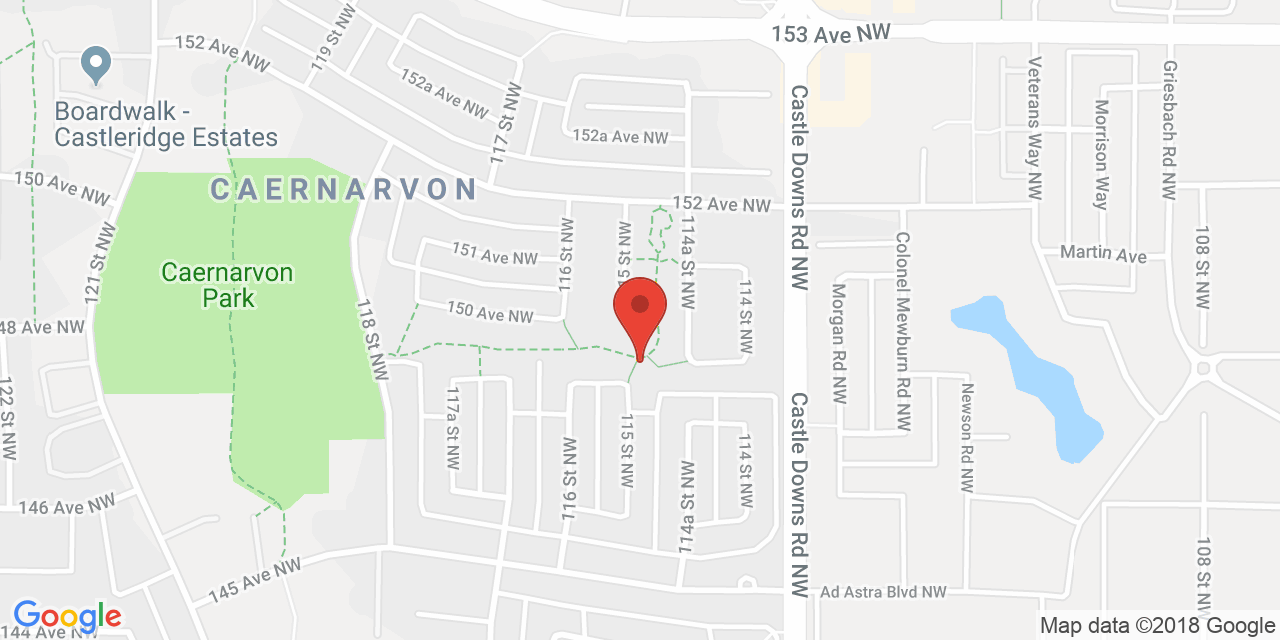 153 Ave NW
119 St NW
152 Ave NW
152a Ave NW
117 St NW
152a Ave NW
Boardwalk -
Castleridge Estates
Castle Downs Rd NW
Veterans Way NW
Morrison Way
Griesbach Rd NW
150 Ave NW
CAERNARVON
152 Ave NW
121 St NW
Caernarvon
Park
151 Ave NW
116 St NW
114a St NW
Colonel Mewburn Rd NW
Martin Ave
108 St NW
150 Ave NW
118 St NW
114 St NW
Morgan Rd NW
48 Ave NW
122 St NW
117a St NW
116 St NW
115 St NW
114a St NW
114 St NW
Castle Downs Rd NW
Newson Rd NW
146 Ave NW
108 St NW
145 Ave NW
Ad Astra Blvd NW
144 Ave NW
Google
Map data ©2018 Google